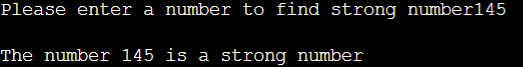 Please enter a number to find strong number145
The number 145 is a strong number